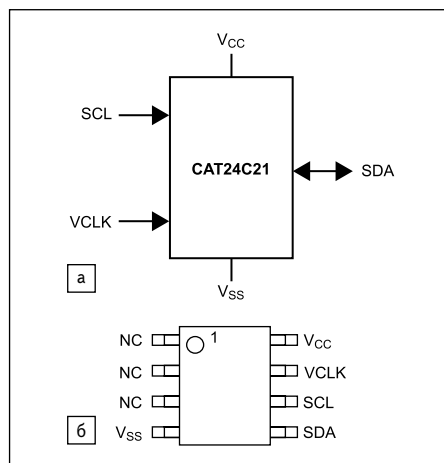 V_CC
SCL
CAT24C21
SDA
VCLK
V_SS
а
NC 1 V_CC
NC VCLK
NC SCL
V_SS SDA
б